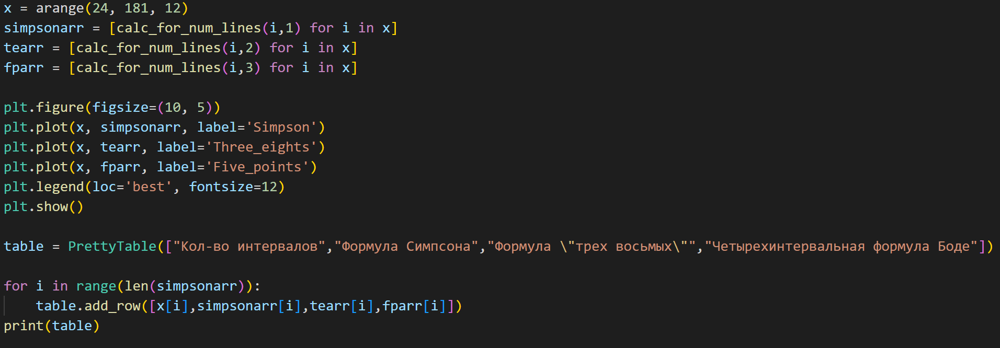 x = arange(24, 181, 12)
simpsonarr = [calc_for_num_lines(i,1) for i in x]
tearr = [calc_for_num_lines(i,2) for i in x]
fparr = [calc_for_num_lines(i,3) for i in x]
plt.figure(figsize=(10, 5))
plt.plot(x, simpsonarr, label='Simpson')
plt.plot(x, tearr, label='Three_eights')
plt.plot(x, fparr, label='Five_points')
plt.legend(loc='best', fontsize=12)
plt.show()
table = PrettyTable(["Кол-во интервалов","Формула Симпсона","Формула \"трех восьмых\"","Четырехинтервальная формула Боде"])
for i in range(len(simpsonarr)):
    table.add_row([x[i],simpsonarr[i],tearr[i],fparr[i]])
print(table)